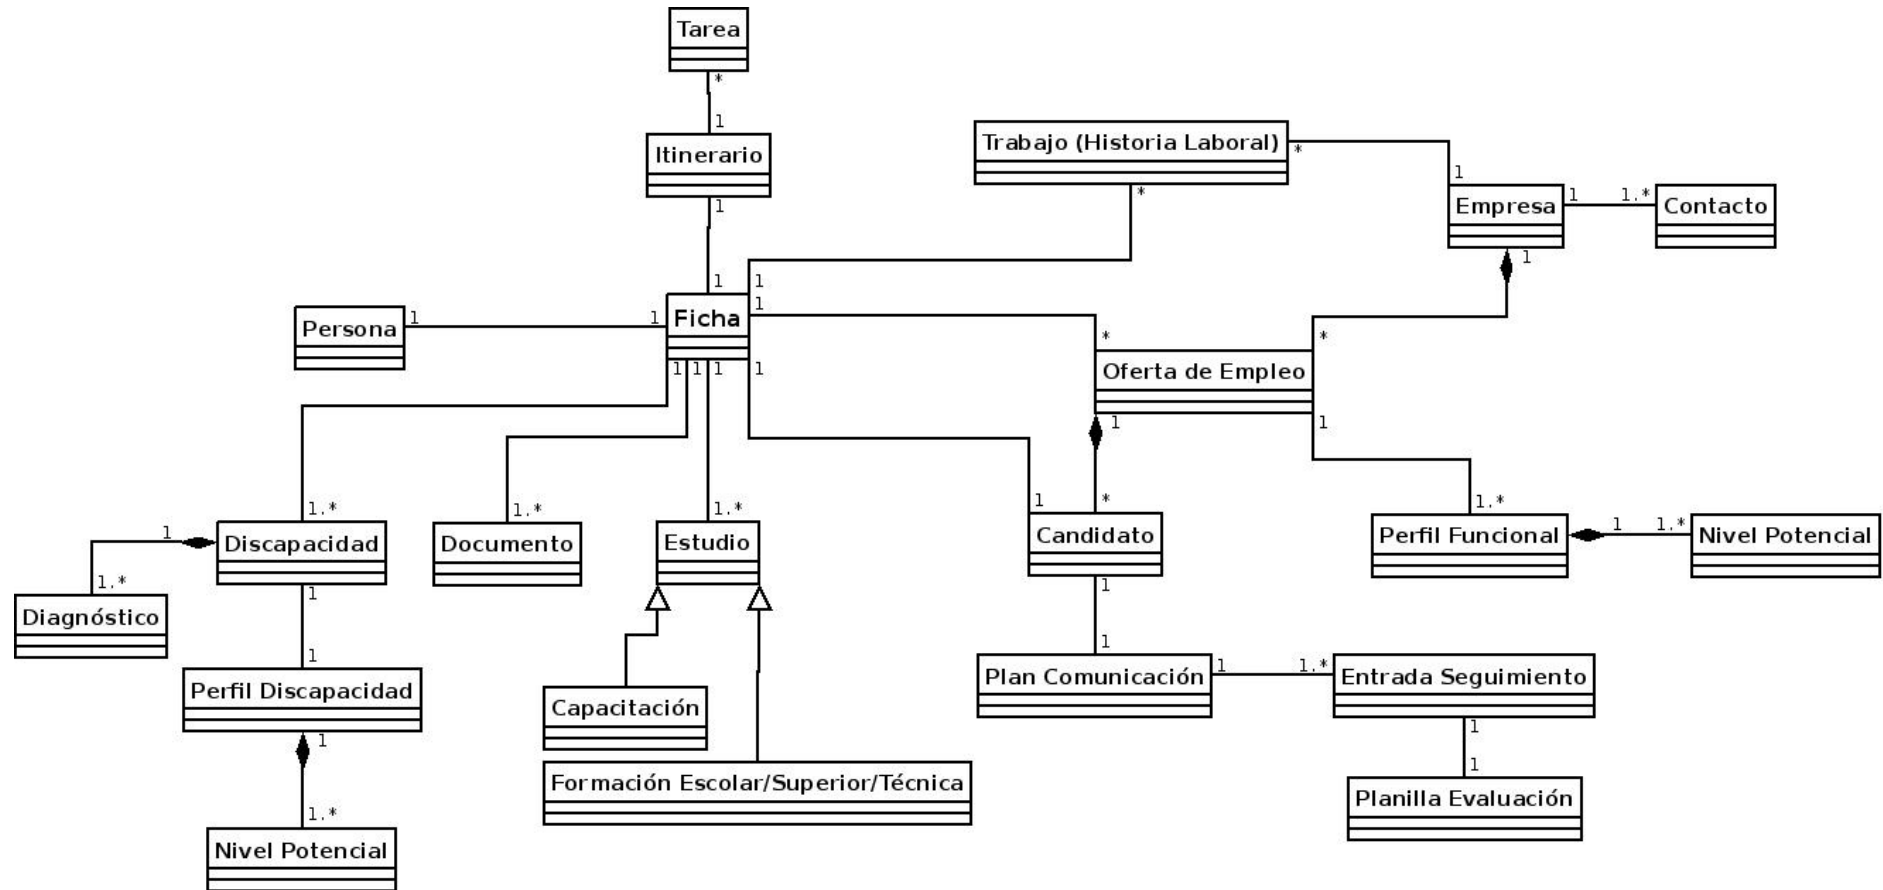 Tarea
*
1
Itinerario
1
1
Trabajo (Historia Laboral)
*
*
1
Empresa
1
1.*
Contacto
1
Persona
1
1
Ficha
1
1
1
1
1
1
*
Oferta de Empleo
*
1
1
1.*
Discapacidad
1
1.*
Diagnóstico
1
1
Perfil Discapacidad
1
1.*
Nivel Potencial
1.*
Documento
1.*
Estudio
Capacitación
Formación Escolar/Superior/Técnica
1
*
Candidato
1
1
Plan Comunicación
1
1.*
Entrada Seguimiento
1
1
Planilla Evaluación
1.*
Perfil Funcional
1
1.*
Nivel Potencial